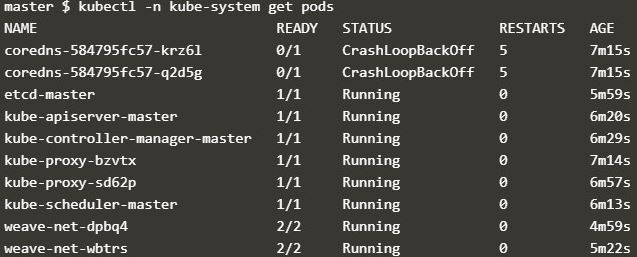 master $ kubectl -n kube-system get pods
NAME READY STATUS RESTARTS AGE
coredns-584795fc57-krz6l 0/1 CrashLoopBackOff 5 7m15s
coredns-584795fc57-q2d5g 0/1 CrashLoopBackOff 5 7m15s
etcd-master 1/1 Running 0 5m59s
kube-apiserver-master 1/1 Running 0 6m20s
kube-controller-manager-master 1/1 Running 0 6m29s
kube-proxy-bzvtx 1/1 Running 0 7m14s
kube-proxy-sd62p 1/1 Running 0 6m57s
kube-scheduler-master 1/1 Running 0 6m13s
weave-net-dpbq4 2/2 Running 0 4m59s
weave-net-wbtrs 2/2 Running 0 5m22s